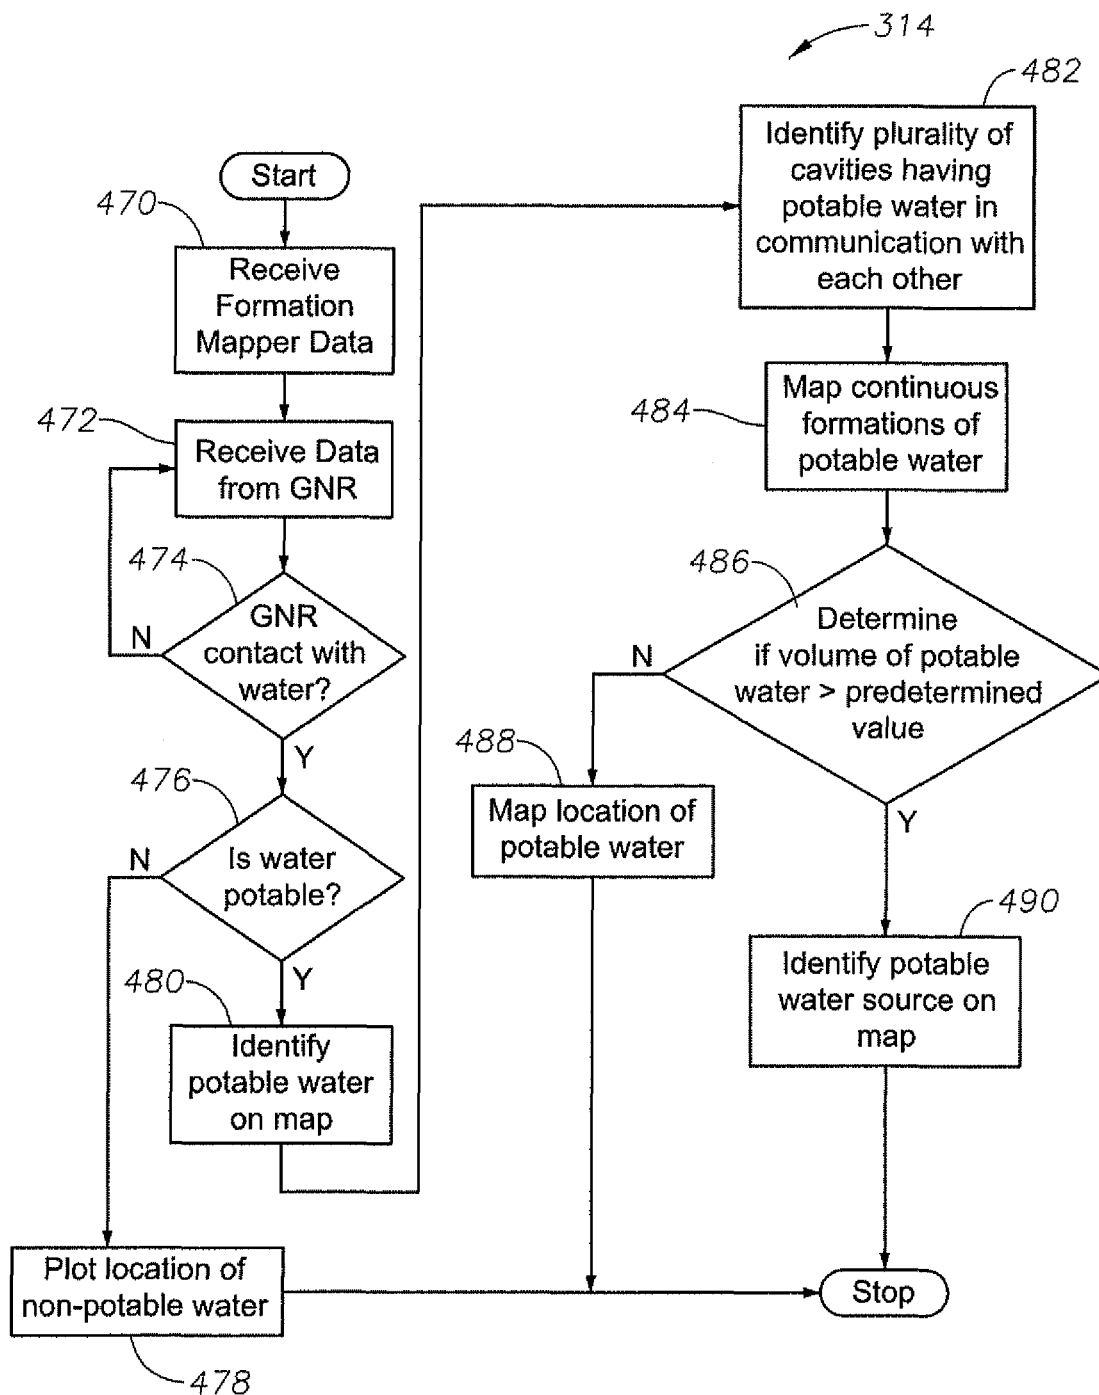 314
482
Identify plurality of
cavities having
potable water in
communication with
each other
Start
470
Receive
Formation
Mapper Data
472
Receive Data
from GNR
484
Map continuous
formations of
potable water
474
GNR
contact with
water?
N
Y
486
Determine
if volume of potable
water > predetermined
value
N
Y
476
Is water
potable?
N
Y
488
Map location of
potable water
480
Identify
potable water
on map
490
Identify potable
water source on
map
Plot location of
non-potable water
478
Stop